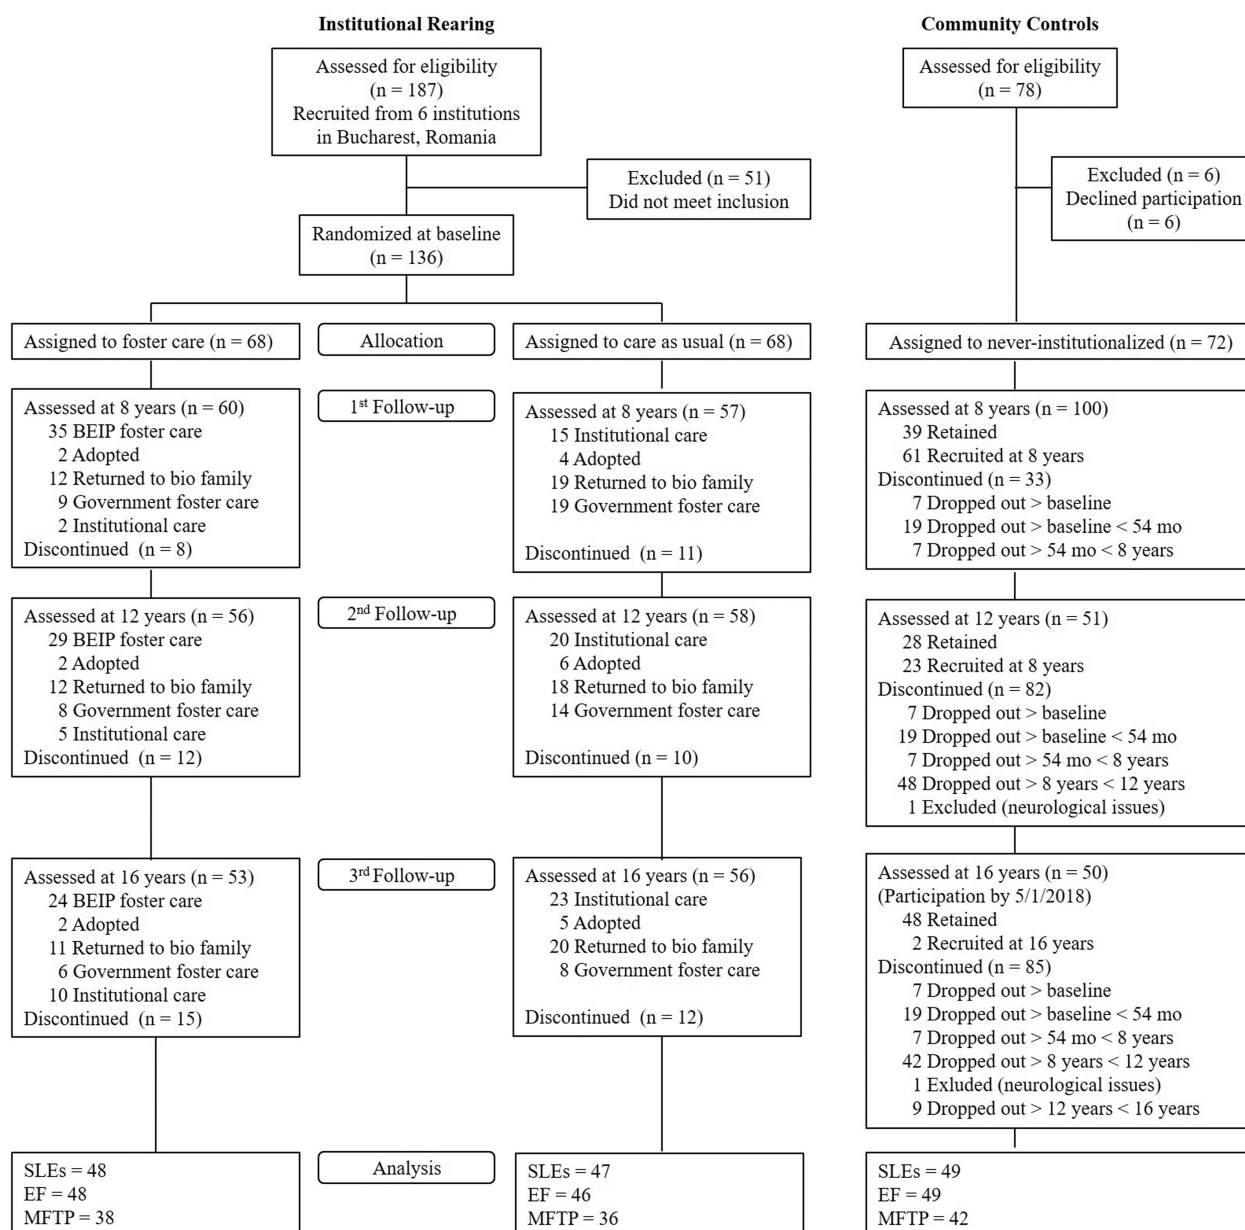 Institutional Rearing
Assessed for eligibility
(n = 187)
Recruited from 6 institutions
in Bucharest, Romania
Excluded (n = 51)
Did not meet inclusion
Randomized at baseline
(n = 136)
Community Controls
Assessed for eligibility
(n = 78)
Excluded (n = 6)
Declined participation
(n = 6)
Assigned to foster care (n = 68)
Allocation
Assigned to care as usual (n = 68)
Assigned to never-institutionalized (n = 72)
Assessed at 8 years (n = 60)
35 BEIP foster care
2 Adopted
12 Returned to bio family
9 Government foster care
2 Institutional care
Discontinued (n = 8)
1st Follow-up
Assessed at 8 years (n = 57)
15 Institutional care
4 Adopted
19 Returned to bio family
19 Government foster care
Discontinued (n = 11)
Assessed at 8 years (n = 100)
39 Retained
61 Recruited at 8 years
Discontinued (n = 33)
7 Dropped out > baseline
19 Dropped out > baseline < 54 mo
7 Dropped out > 54 mo < 8 years
Assessed at 12 years (n = 56)
29 BEIP foster care
2 Adopted
12 Returned to bio family
8 Government foster care
5 Institutional care
Discontinued (n = 12)
2nd Follow-up
Assessed at 12 years (n = 58)
20 Institutional care
6 Adopted
18 Returned to bio family
14 Government foster care
Discontinued (n = 10)
Assessed at 12 years (n = 51)
28 Retained
23 Recruited at 8 years
Discontinued (n = 82)
7 Dropped out > baseline
19 Dropped out > baseline < 54 mo
7 Dropped out > 54 mo < 8 years
48 Dropped out > 8 years < 12 years
1 Excluded (neurological issues)
Assessed at 16 years (n = 53)
24 BEIP foster care
2 Adopted
11 Returned to bio family
6 Government foster care
10 Institutional care
Discontinued (n = 15)
3rd Follow-up
Assessed at 16 years (n = 56)
23 Institutional care
5 Adopted
20 Returned to bio family
8 Government foster care
Discontinued (n = 12)
Assessed at 16 years (n = 50)
(Participation by 5/1/2018)
48 Retained
2 Recruited at 16 years
Discontinued (n = 85)
7 Dropped out > baseline
19 Dropped out > baseline < 54 mo
7 Dropped out > 54 mo < 8 years
42 Dropped out > 8 years < 12 years
1 Exluded (neurological issues)
9 Dropped out > 12 years < 16 years
SLEs = 48
EF = 48
MFTP = 38
Analysis
SLEs = 47
EF = 46
MFTP = 36
SLEs = 49
EF = 49
MFTP = 42